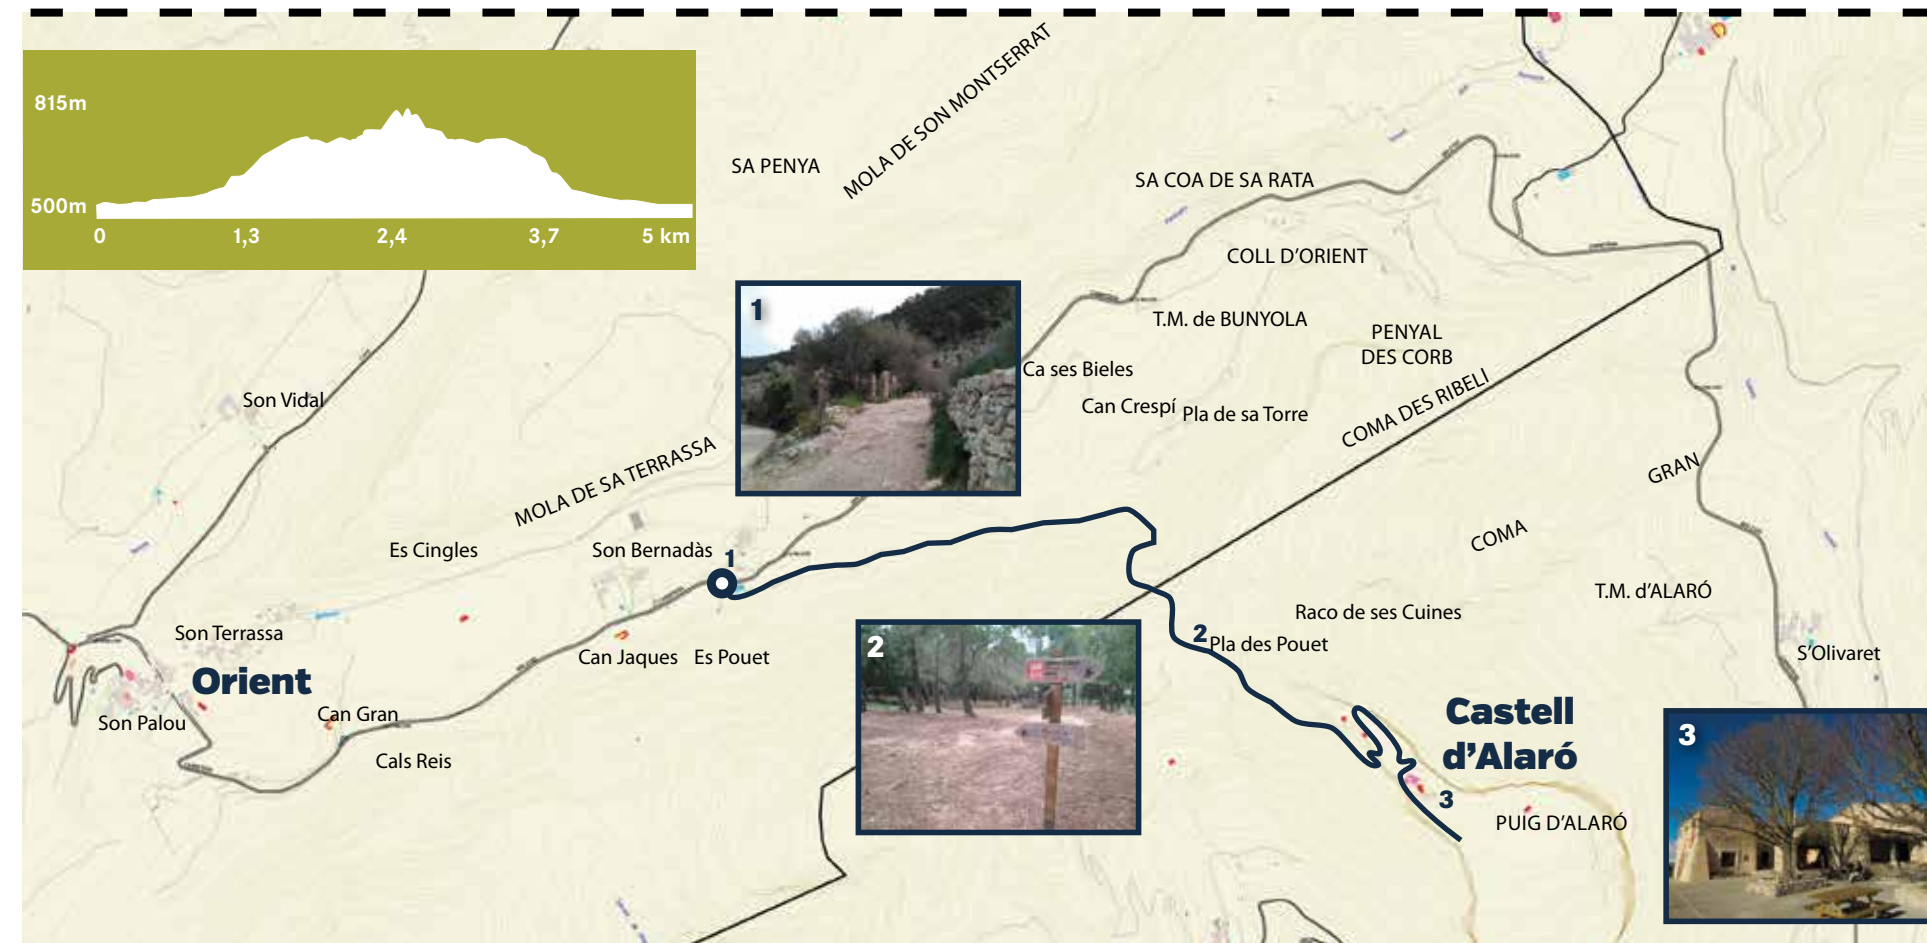 815m
500m
0 1,3 2,4 3,7 5 km
SA PENYA
MOLA DE SON MONTSERRAT
SA COA DE SA RATA
COLL D'ORIENT
T.M. de BUNYOLA
PENYAL
DES CORB
1
Ca ses Bieles
Can Crespí
Pla de sa Torre
COMA DES RIBELI
Son Vidal
MOLA DE SA TERRASSA
GRAN
COMA
Es Cingles
Son Bernadàs
1
T.M. d'ALARÓ
Raco de ses Cuines
Son Terrassa
Orient
Can Jaques
Es Pouet
2
2
Pla des Pouet
S'Olivaret
Son Palou
Can Gran
Cals Reis
Castell
d'Alaró
3
3
PUIG D'ALARÓ